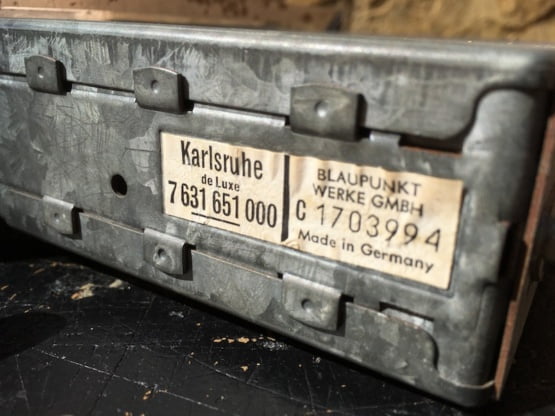 Karlsruhe
de Luxe
7 631 651 000
BLAUPUNKT
WERKE GMBH
C 1703994
Made in Germany